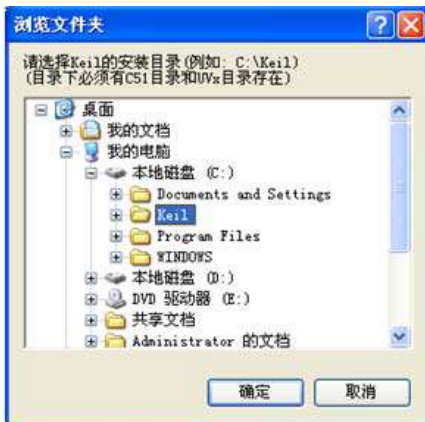 浏览文件夹
请选择Keil的安装目录(例如: C:\Keil)
(目录下必须有C51目录和UVx目录存在)
桌面
我的文档
我的电脑
本地磁盘 (C:)
Documents and Settings
Keil
Program Files
WINDOWS
本地磁盘 (D:)
DVD 驱动器 (E:)
共享文档
Administrator 的文档
确定 取消